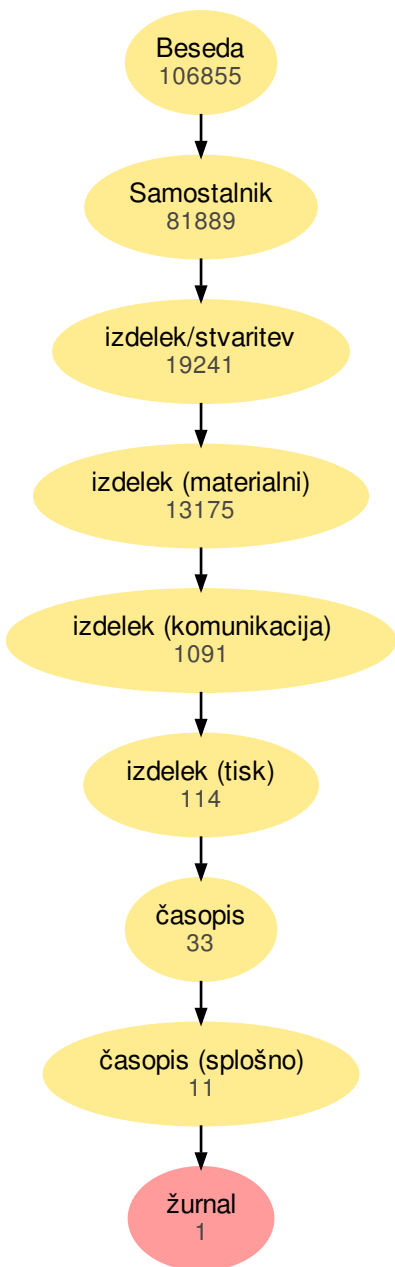 Beseda
106855
Samostalnik
81889
izdelek/stvaritev
19241
izdelek (materialni)
13175
izdelek (komunikacija)
1091
izdelek (tisk)
114
časopis
33
časopis (splošno)
11
žurnal
1